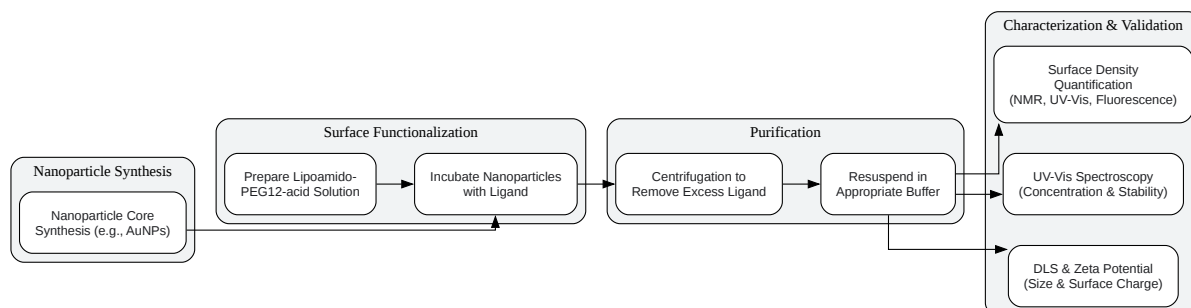 Nanoparticle Synthesis
Nanoparticle Core
Synthesis (e.g., AuNPs)
Surface Functionalization
Prepare Lipoamido-
PEG12-acid Solution
Incubate Nanoparticles
with Ligand
Purification
Centrifugation to
Remove Excess Ligand
Resuspend in
Appropriate Buffer
Characterization & Validation
Surface Density
Quantification
(NMR, UV-Vis, Fluorescence)
UV-Vis Spectroscopy
(Concentration & Stability)
DLS & Zeta Potential
(Size & Surface Charge)